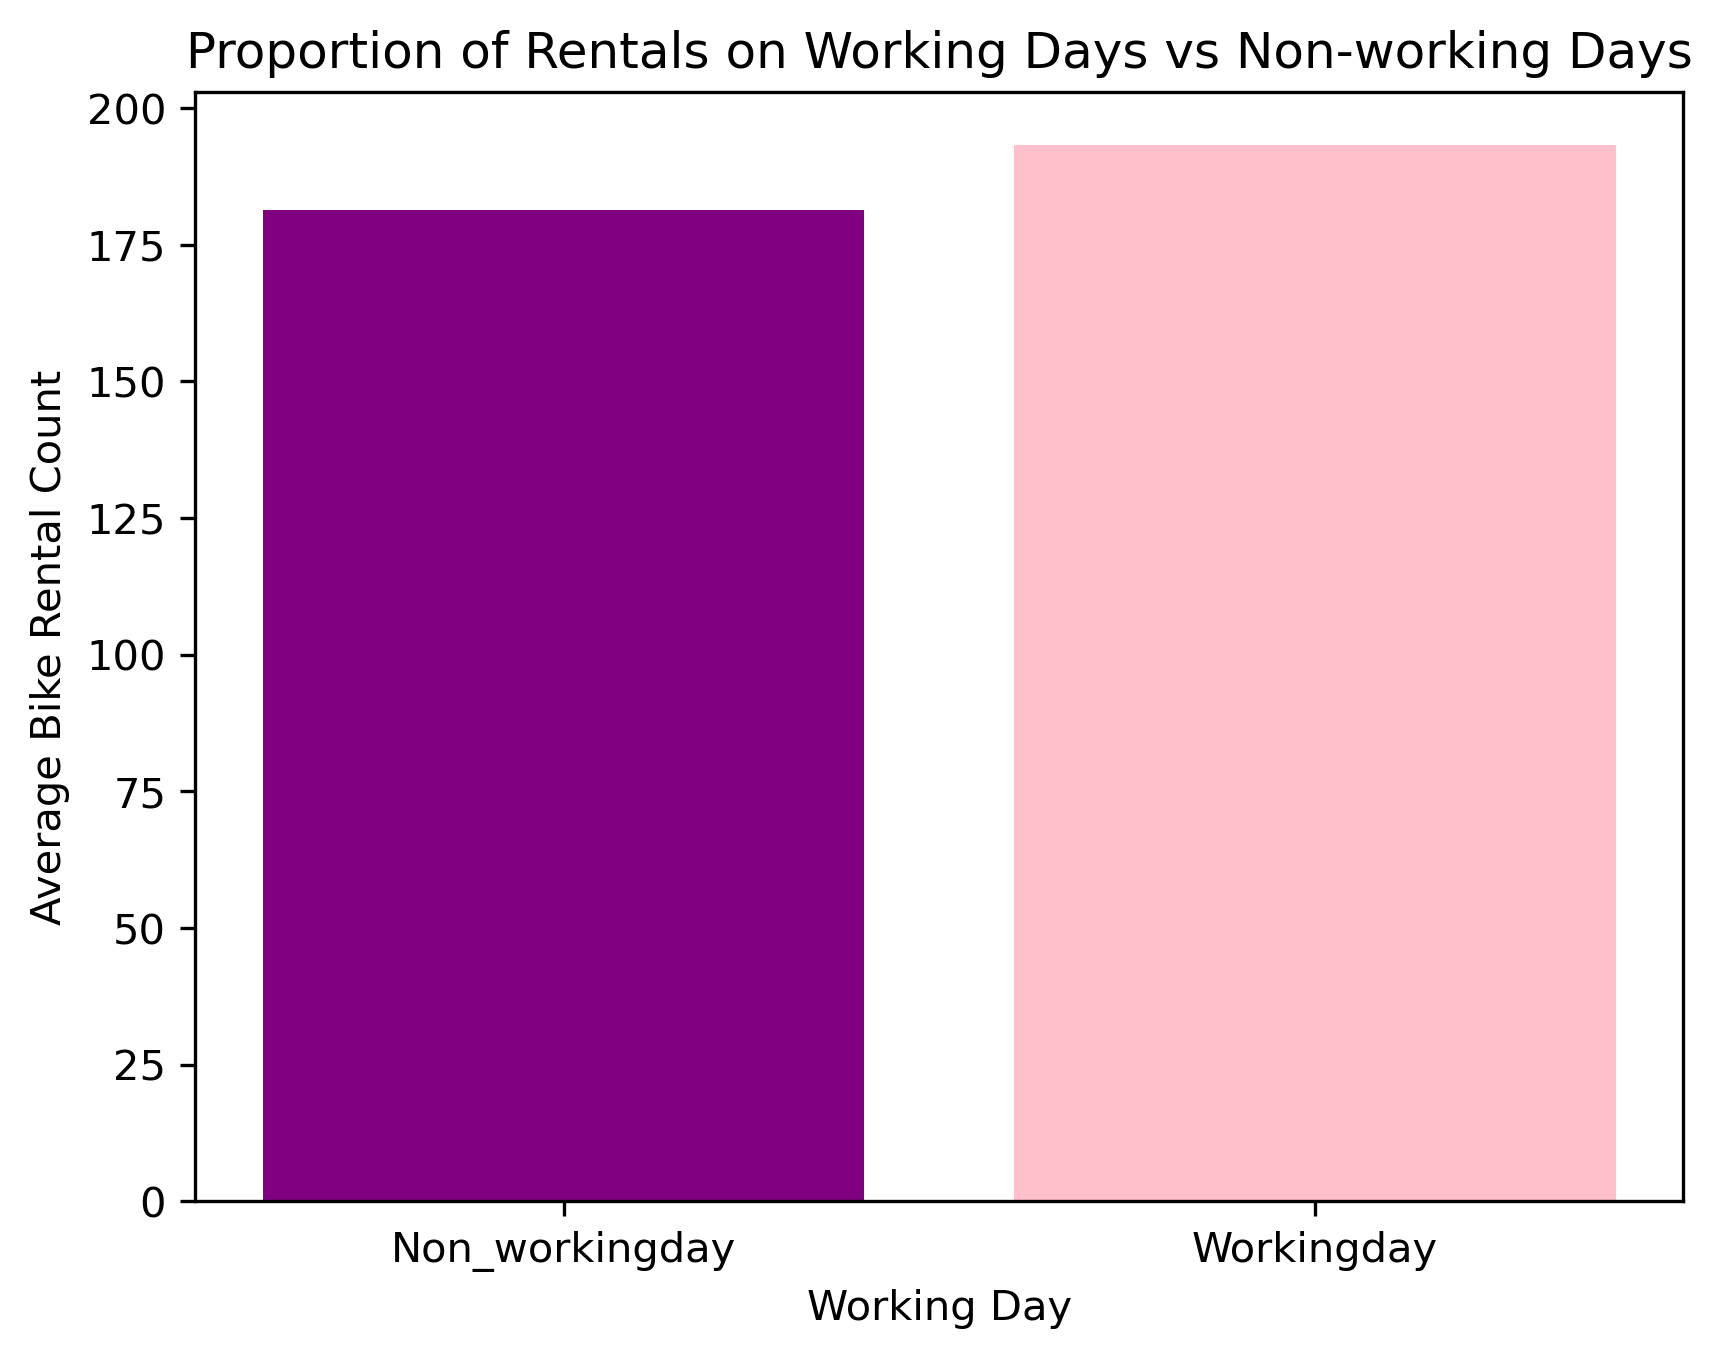 Proportion of Rentals on Working Days vs Non-working Days
200
175
150
125
100
75
50
25
0
Average Bike Rental Count
Non_workingday
Workingday
Working Day